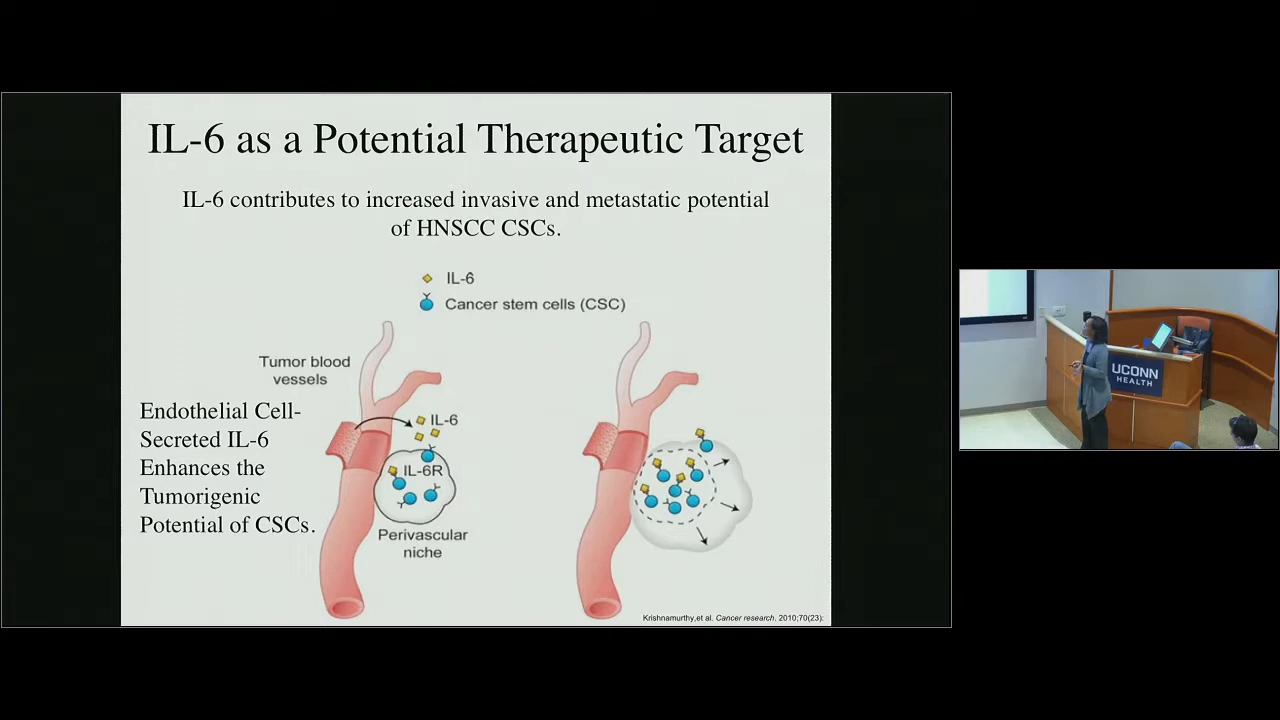 IL-6 as a Potential Therapeutic Target
IL-6 contributes to increased invasive and metastatic potential
of HNSCC CSCs.
IL-6
Cancer stem cells (CSC)
Tumor blood
vessels
Endothelial Cell-
Secreted IL-6
Enhances the
Tumorigenic
Potential of CSCs.
IL-6
IL-6R
Perivascular
niche
Krishnamurthy,et al. Cancer research. 2010;70(23):
UCONN
HEALTH